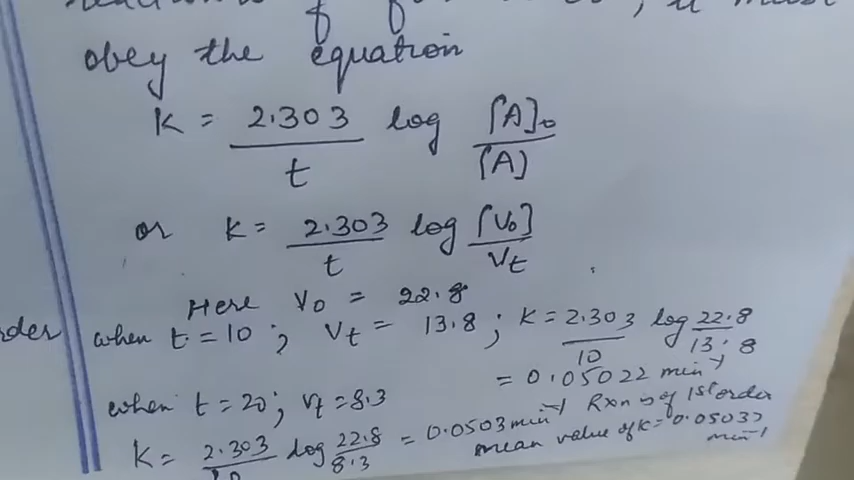 obey the equation
K = 2.303/t log [A]₀/[A]
or K = 2.303/t log [V₀]/Vt
Here V₀ = 22.8
when t = 10 ; Vt = 13.8 ; K = 2.303/10 log 22.8/13.8
= 0.05022 min⁻¹
when t = 20 ; Vt = 8.3
K = 2.303/20 log 22.8/8.3 = 0.0503 min⁻¹ Rxn is of 1st order
mean value of K = 0.05032 min⁻¹